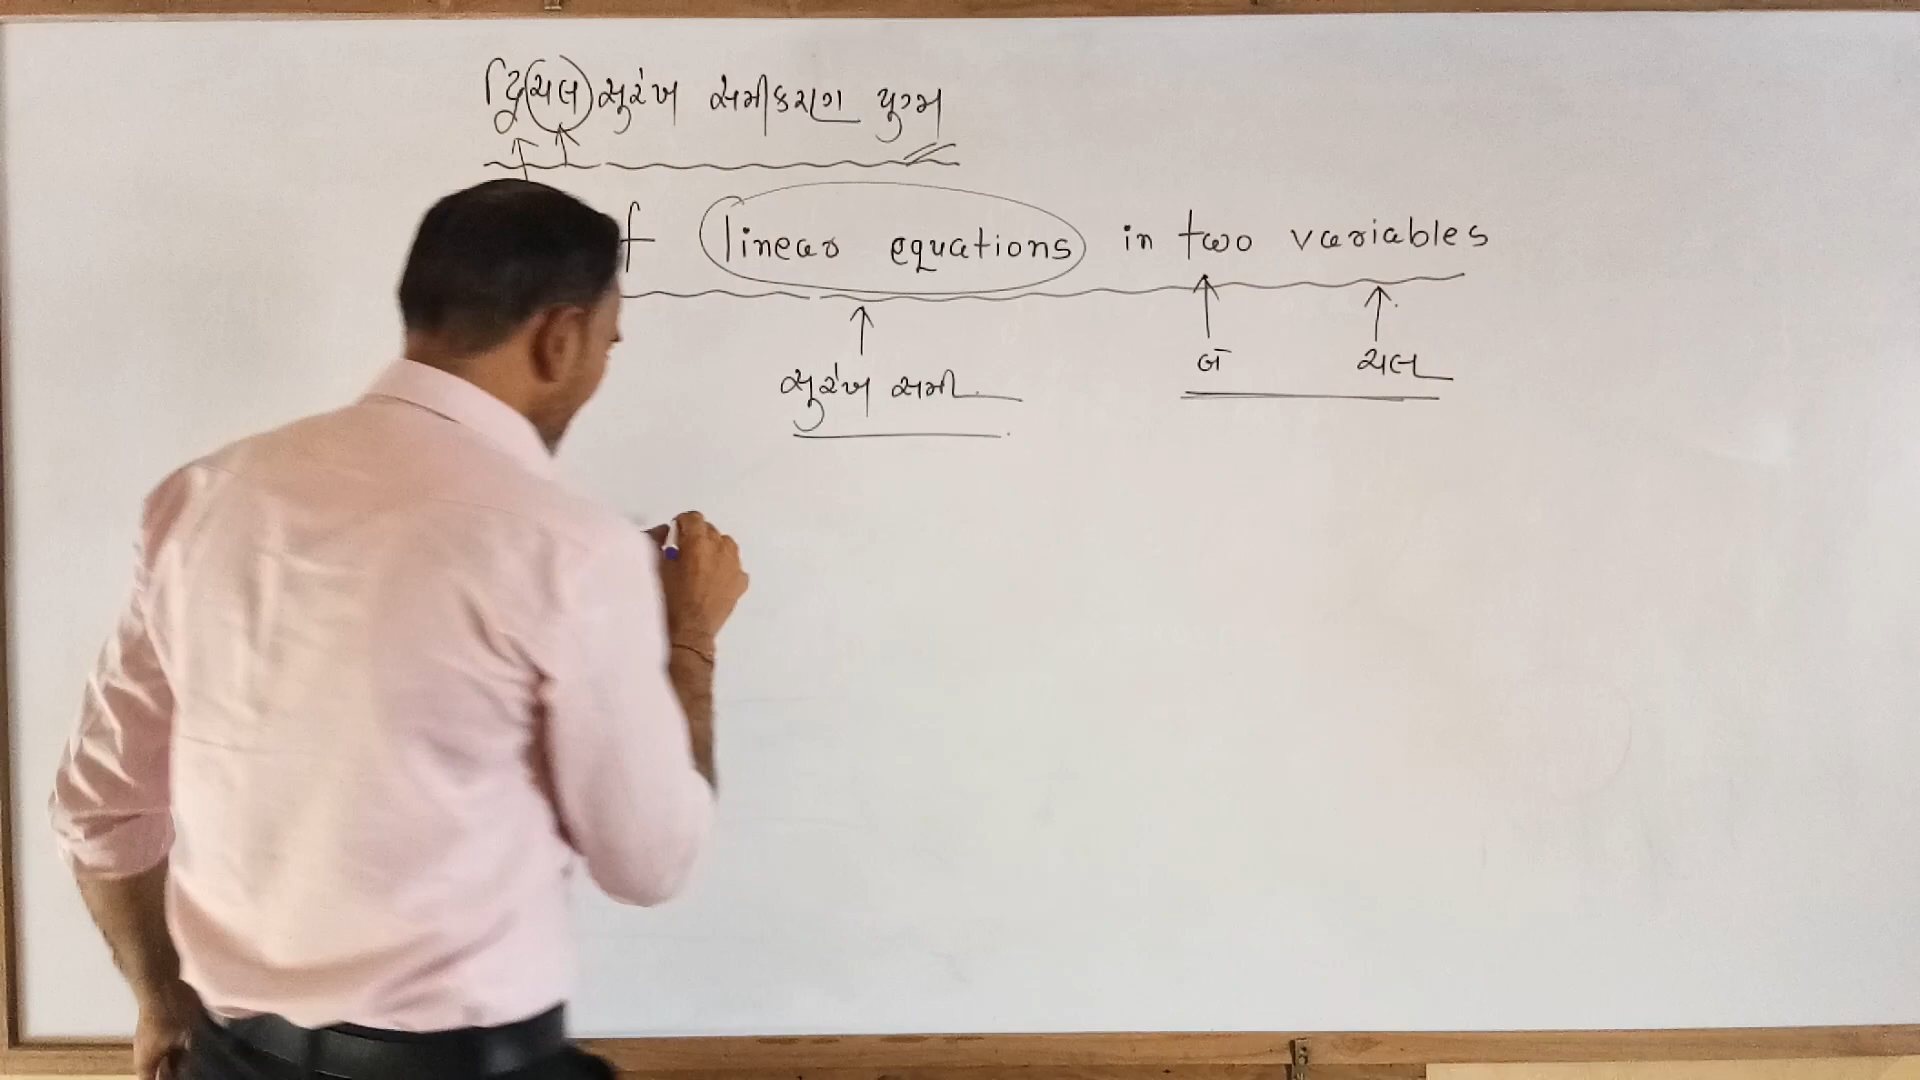 દ્વિચલ સુરેખ સમીકરણ યુગ્મ
f linear equations in two variables
સુરેખ સમી. બે ચલ